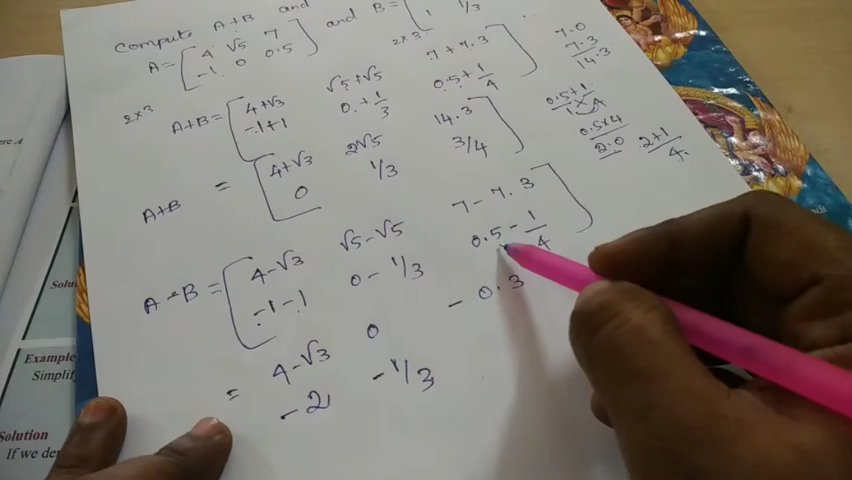 Compute A+B and
A = [ 4 √5 7 and B = [
-1 0 0.5 ] 1 1/3
2×3 2×3
A+B = [ 4+√3 √5+√5 7+7.3
-1+1 0+1/3 0.5+1/4 ]
A+B = [ 4+√3 2√5 14.3
0 1/3 3/4 ]
A-B = [ 4-√3 √5-√5 7-7.3
-1-1 0-1/3 0.5-1/4 ]
= 4-√3 0 -0.3
-2 -1/3
7.0
7.3
14.3
0.5+1
1×4
0.5×4
2.0
2+1
4
ere .4
Solu
Example
Simplify
Solution
If we de